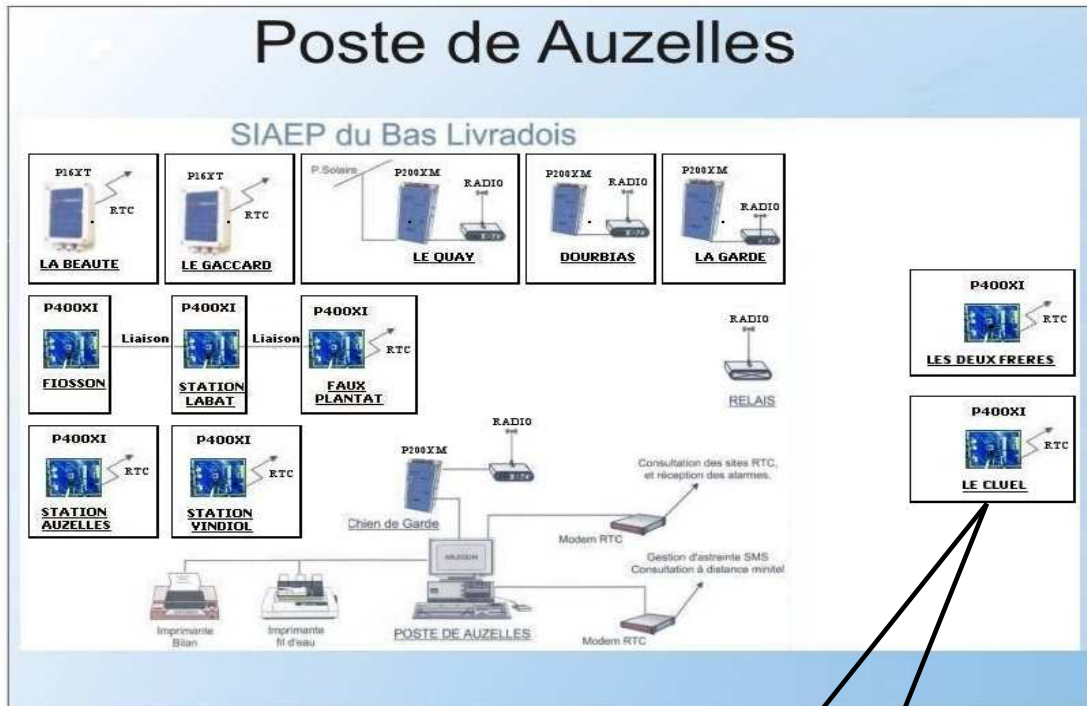 Poste de Auzelles
SIAEP du Bas Livradois
P16XT
RTC
LA BEAUTE
P16XT
RTC
LE GACCARD
P.Solaire
P200XM
RADIO
LE QUAY
P200XM
RADIO
DOURBIAS
P200XM
RADIO
LA GARDE
P400XI
FIOSSON
Liaison
P400XI
STATION
LABAT
Liaison
P400XI
RTC
FAUX
PLANTAT
RADIO
RELAIS
P400XI
RTC
LES DEUX FRERES
P400XI
RTC
LE CLUEL
P400XI
RTC
STATION
AUZELLES
P400XI
RTC
STATION
VINDIOL
P200XM
RADIO
Chien de Garde
Consultation des sites RTC,
et réception des alarmes.
Modem RTC
Gestion d'astreinte SMS
Consultation à distance minitel
Modem RTC
Imprimante
Bilan
Imprimante
fil d'eau
POSTE DE AUZELLES